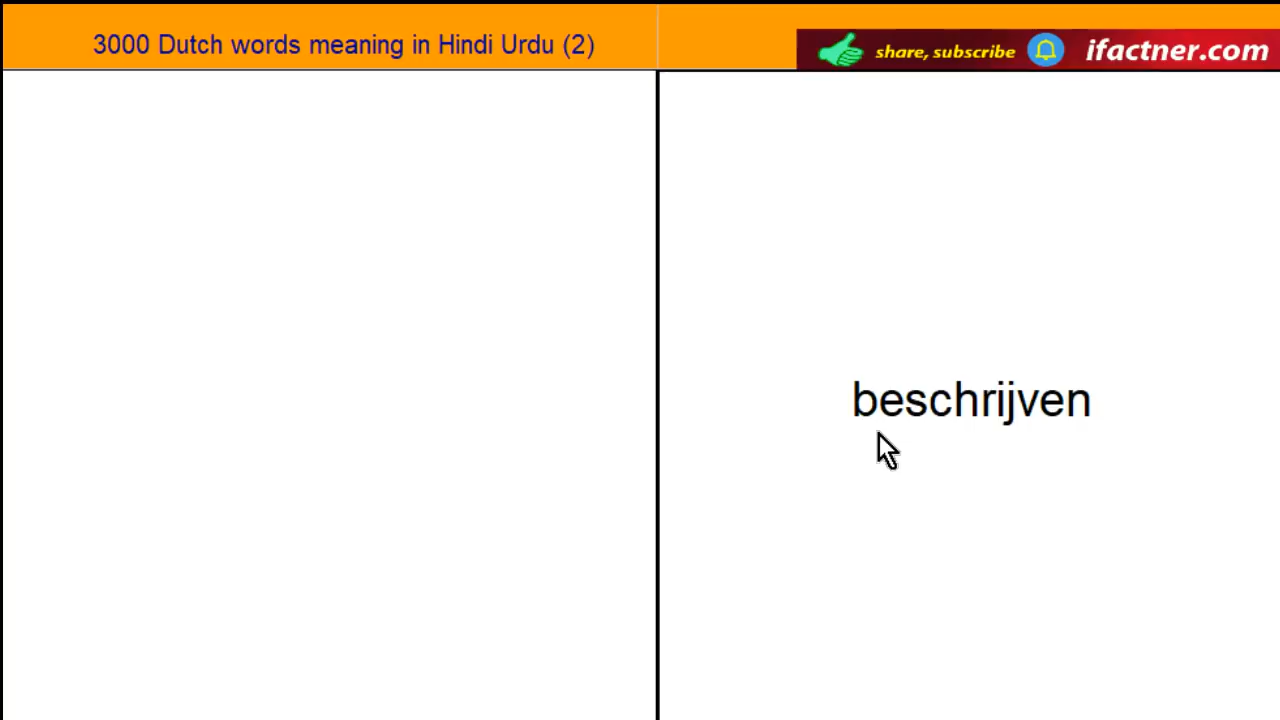 3000 Dutch words meaning in Hindi Urdu (2)
share, subscribe
ifactner.com
beschrijven